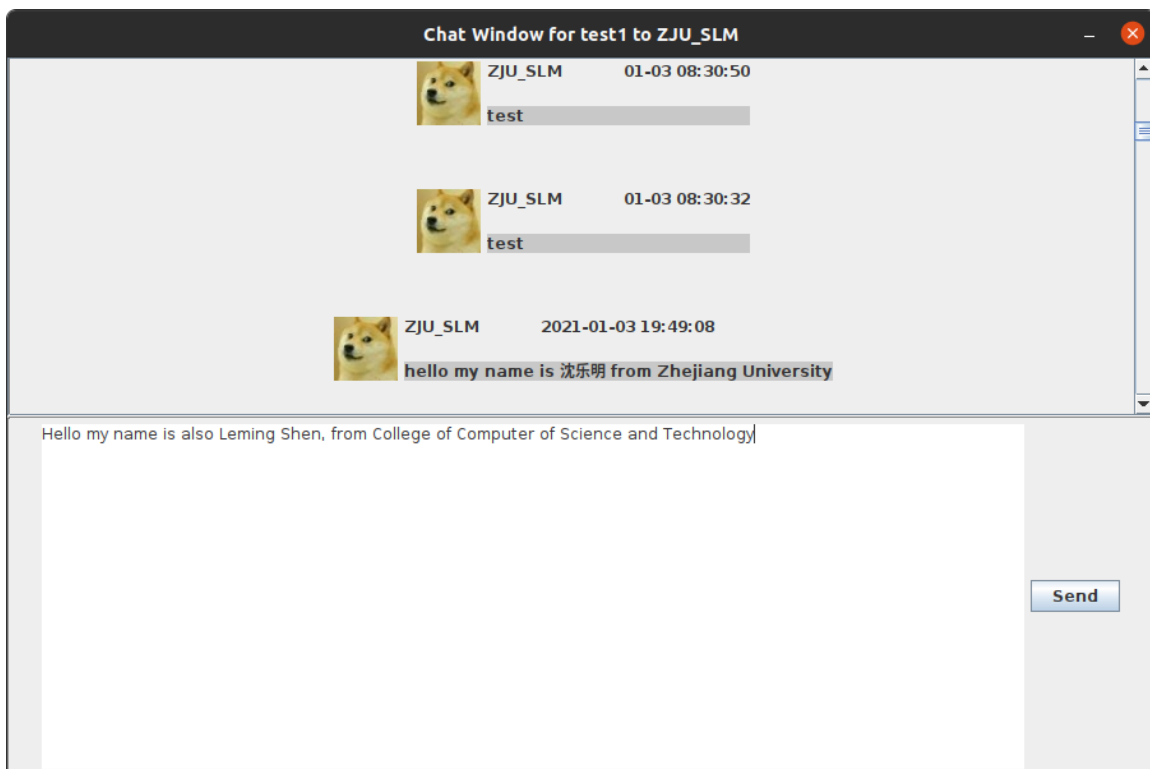 Chat Window for test1 to ZJU_SLM
ZJU_SLM 01-03 08:30:50
test
ZJU_SLM 01-03 08:30:32
test
ZJU_SLM 2021-01-03 19:49:08
hello my name is 沈乐明 from Zhejiang University
Hello my name is also Leming Shen, from College of Computer of Science and Technology
Send